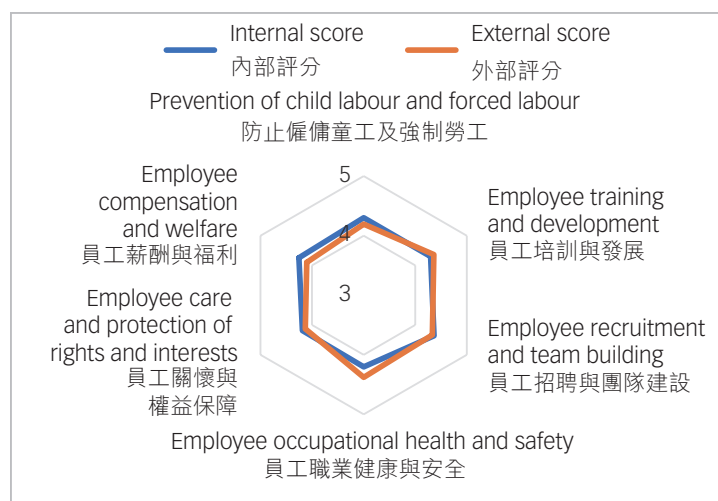 Internal score
內部評分
External score
外部評分
Prevention of child labour and forced labour
防止僱傭童工及強制勞工
5
4
3
Employee training
and development
員工培訓與發展
Employee recruitment
and team building
員工招聘與團隊建設
Employee occupational health and safety
員工職業健康與安全
Employee care
and protection of
rights and interests
員工關懷與
權益保障
Employee
compensation
and welfare
員工薪酬與福利